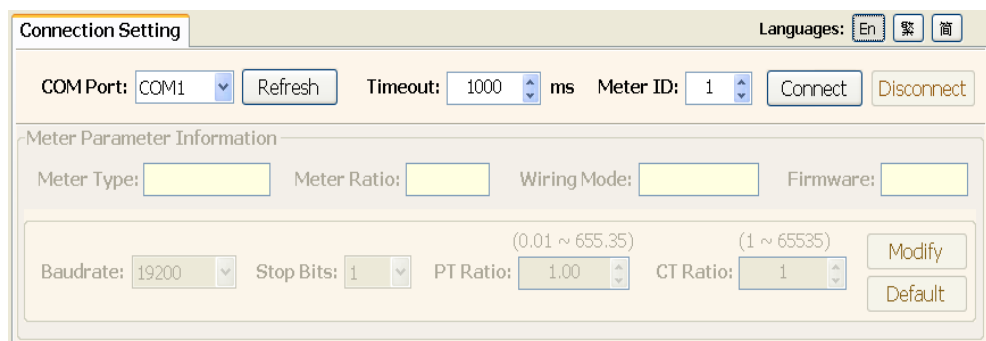 Connection Setting Languages: En 繁 简
COM Port: COM1 Refresh Timeout: 1000 ms Meter ID: 1 Connect Disconnect
Meter Parameter Information
Meter Type: Meter Ratio: Wiring Mode: Firmware:
(0.01 ~ 655.35) (1 ~ 65535)
Baudrate: 19200 Stop Bits: 1 PT Ratio: 1.00 CT Ratio: 1 Modify
Default